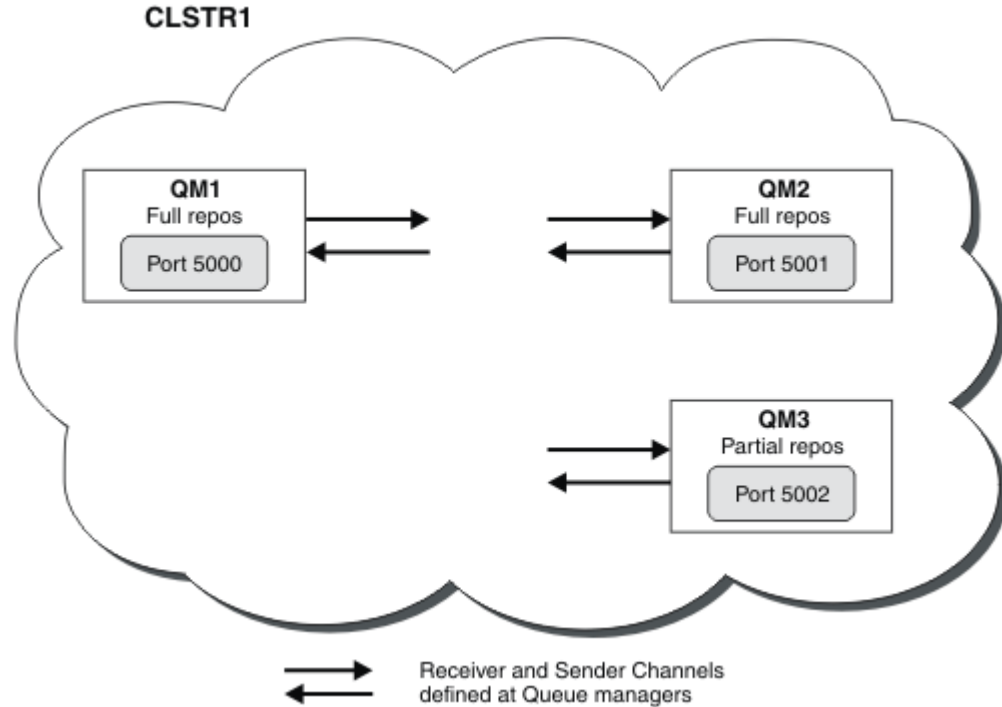 CLSTR1
QM1
Full repos
Port 5000
QM2
Full repos
Port 5001
QM3
Partial repos
Port 5002
Receiver and Sender Channels
defined at Queue managers